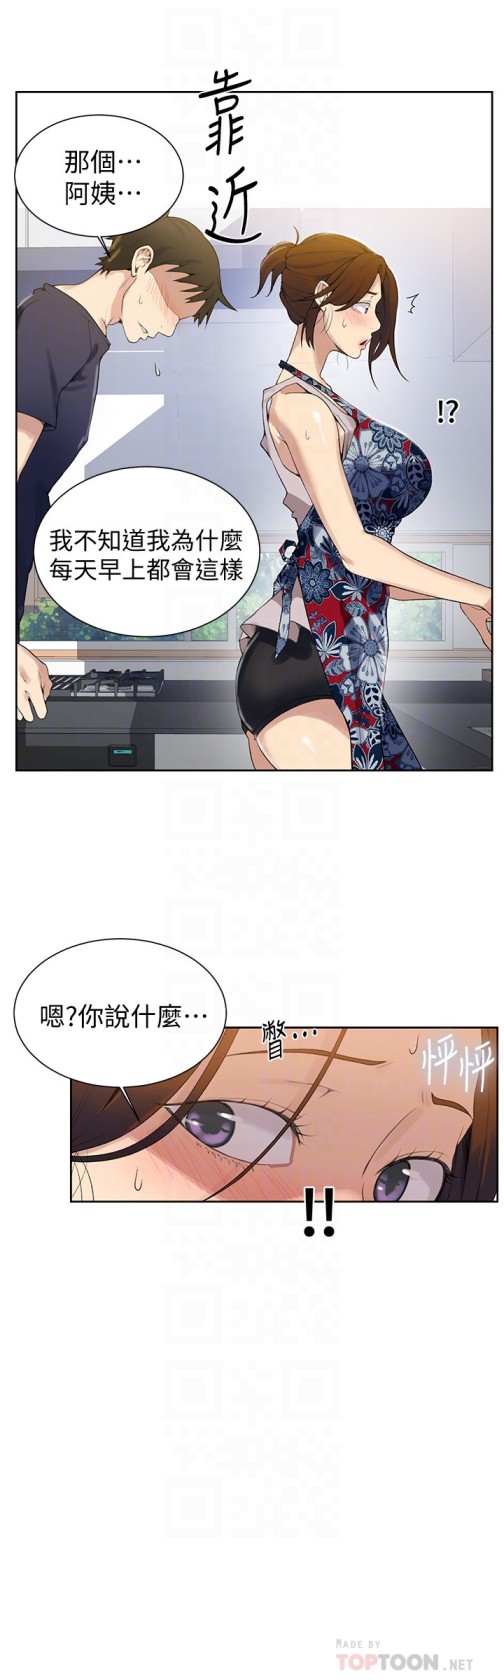 靠近
那個⋯
阿姨⋯
!?
我不知道我為什麼
每天早上都會這樣
嗯?你說什麼⋯
瞥⋯
怦怦
!!
MADE BY
TOPTOON.NET